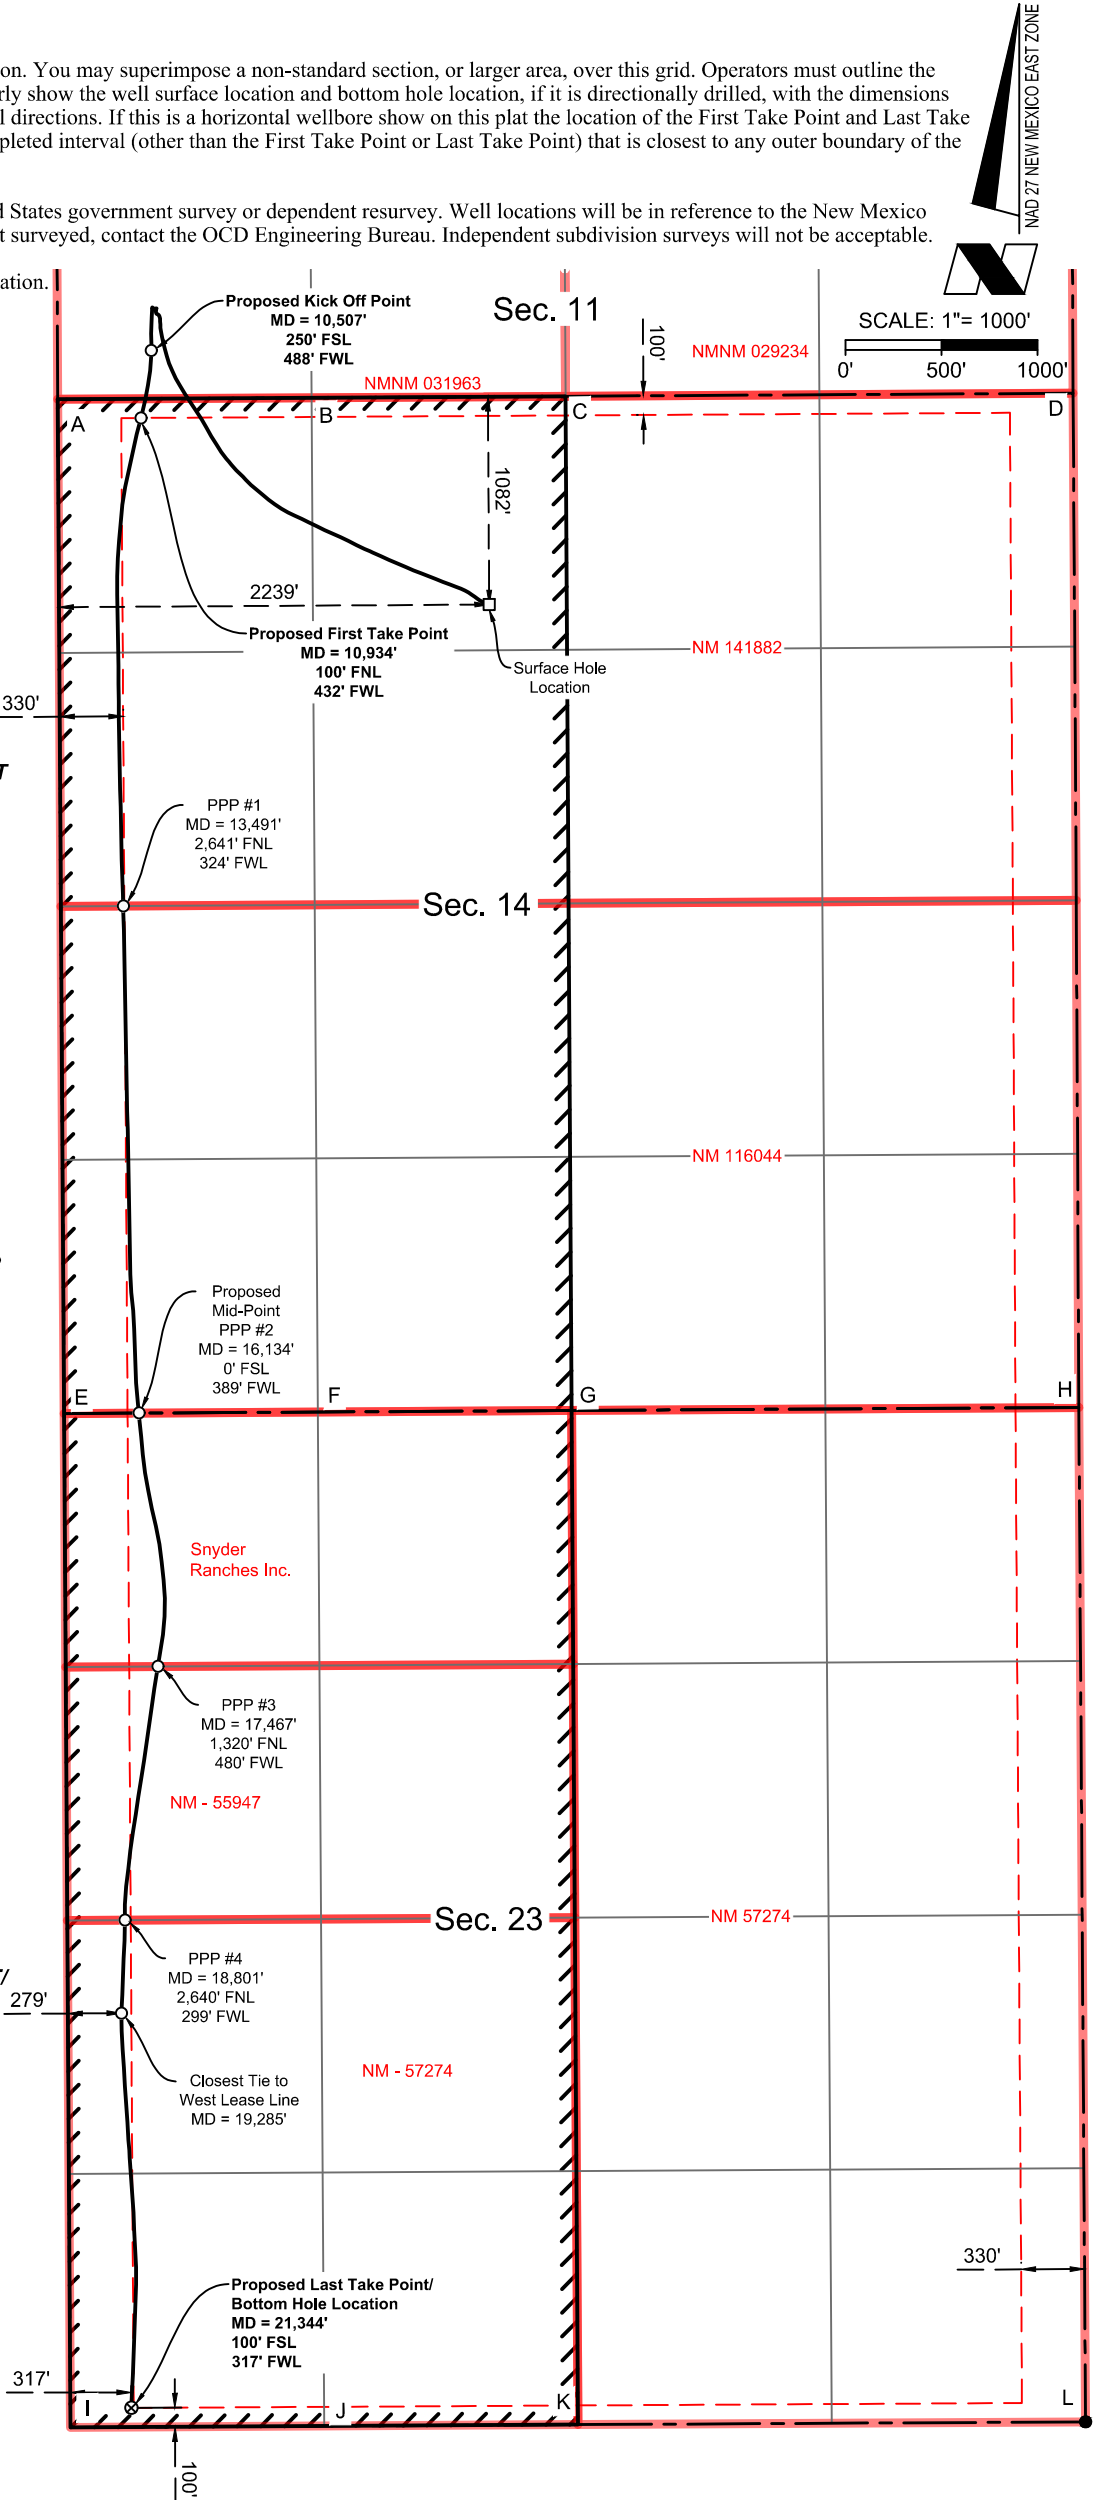 on. You may superimpose a non-standard section, or larger area, over this grid. Operators must outline the
rly show the well surface location and bottom hole location, if it is directionally drilled, with the dimensions
l directions. If this is a horizontal wellbore show on this plat the location of the First Take Point and Last Take
pleted interval (other than the First Take Point or Last Take Point) that is closest to any outer boundary of the
d States government survey or dependent resurvey. Well locations will be in reference to the New Mexico
t surveyed, contact the OCD Engineering Bureau. Independent subdivision surveys will not be acceptable.
ation.
NAD 27 NEW MEXICO EAST ZONE
SCALE: 1"= 1000'
0' 500' 1000'
Proposed Kick Off Point
MD = 10,507'
250' FSL
488' FWL
Sec. 11
100'
NMNM 029234
NMNM 031963
A
B
C
D
1082'
2239'
Proposed First Take Point
MD = 10,934'
100' FNL
432' FWL
Surface Hole
Location
NM 141882
330'
T
PPP #1
MD = 13,491'
2,641' FNL
324' FWL
Sec. 14
NM 116044
Proposed
Mid-Point
PPP #2
MD = 16,134'
0' FSL
389' FWL
E
F
G
H
Snyder
Ranches Inc.
PPP #3
MD = 17,467'
1,320' FNL
480' FWL
NM - 55947
Sec. 23
NM 57274
PPP #4
MD = 18,801'
2,640' FNL
299' FWL
279'
Closest Tie to
West Lease Line
MD = 19,285'
NM - 57274
330'
Proposed Last Take Point/
Bottom Hole Location
MD = 21,344'
100' FSL
317' FWL
317'
I
J
K
L
100'